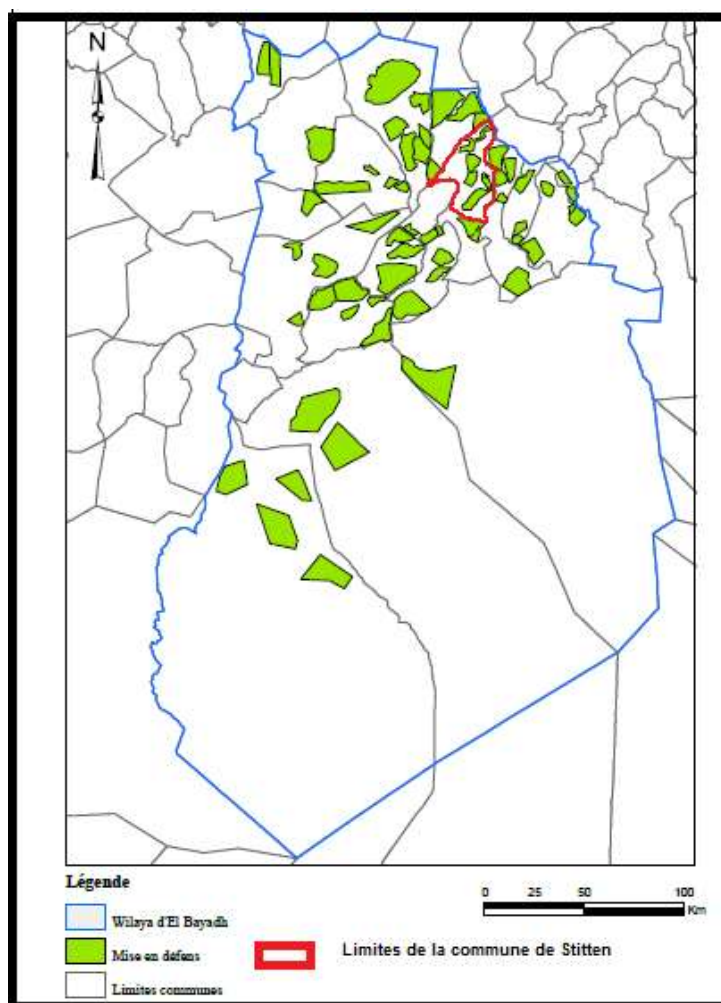 N
Légende
Wilaya d'El Bayadh
Mise en défens
Limites communes
0 25 50 100
Km
Limites de la commune de Stitten